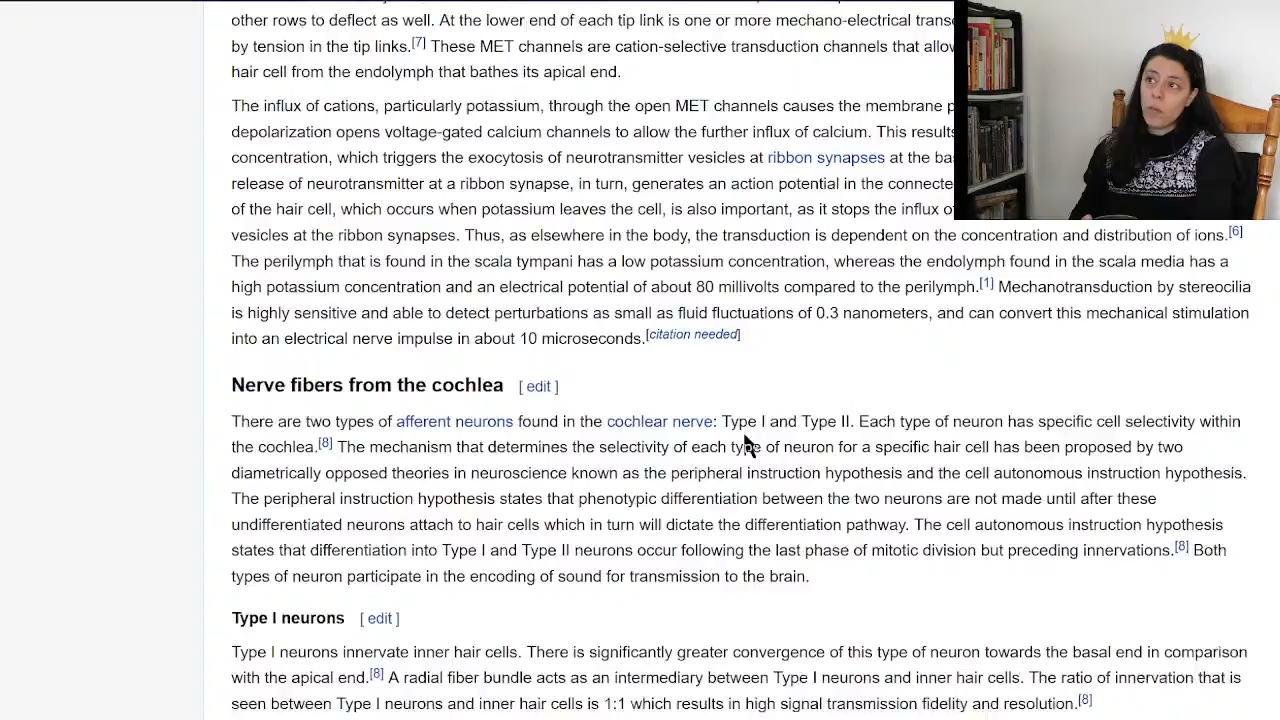 other rows to deflect as well. At the lower end of each tip link is one or more mechano-electrical
by tension in the tip links.[7] These MET channels are cation-selective transduction channels that
hair cell from the endolymph that bathes its apical end.
The influx of cations, particularly potassium, through the open MET channels causes the membrane
depolarization opens voltage-gated calcium channels to allow the further influx of calcium. This results
concentration, which triggers the exocytosis of neurotransmitter vesicles at ribbon synapses at the
release of neurotransmitter at a ribbon synapse, in turn, generates an action potential in the
of the hair cell, which occurs when potassium leaves the cell, is also important, as it stops the influx
vesicles at the ribbon synapses. Thus, as elsewhere in the body, the transduction is dependent on the concentration and distribution of ions.[6]
The perilymph that is found in the scala tympani has a low potassium concentration, whereas the endolymph found in the scala media has a
high potassium concentration and an electrical potential of about 80 millivolts compared to the perilymph.[1] Mechanotransduction by stereocilia
is highly sensitive and able to detect perturbations as small as fluid fluctuations of 0.3 nanometers, and can convert this mechanical stimulation
into an electrical nerve impulse in about 10 microseconds.[citation needed]
Nerve fibers from the cochlea [ edit ]
There are two types of afferent neurons found in the cochlear nerve: Type I and Type II. Each type of neuron has specific cell selectivity within
the cochlea.[8] The mechanism that determines the selectivity of each type of neuron for a specific hair cell has been proposed by two
diametrically opposed theories in neuroscience known as the peripheral instruction hypothesis and the cell autonomous instruction hypothesis.
The peripheral instruction hypothesis states that phenotypic differentiation between the two neurons are not made until after these
undifferentiated neurons attach to hair cells which in turn will dictate the differentiation pathway. The cell autonomous instruction hypothesis
states that differentiation into Type I and Type II neurons occur following the last phase of mitotic division but preceding innervations.[8] Both
types of neuron participate in the encoding of sound for transmission to the brain.
Type I neurons [ edit ]
Type I neurons innervate inner hair cells. There is significantly greater convergence of this type of neuron towards the basal end in comparison
with the apical end.[8] A radial fiber bundle acts as an intermediary between Type I neurons and inner hair cells. The ratio of innervation that is
seen between Type I neurons and inner hair cells is 1:1 which results in high signal transmission fidelity and resolution.[8]